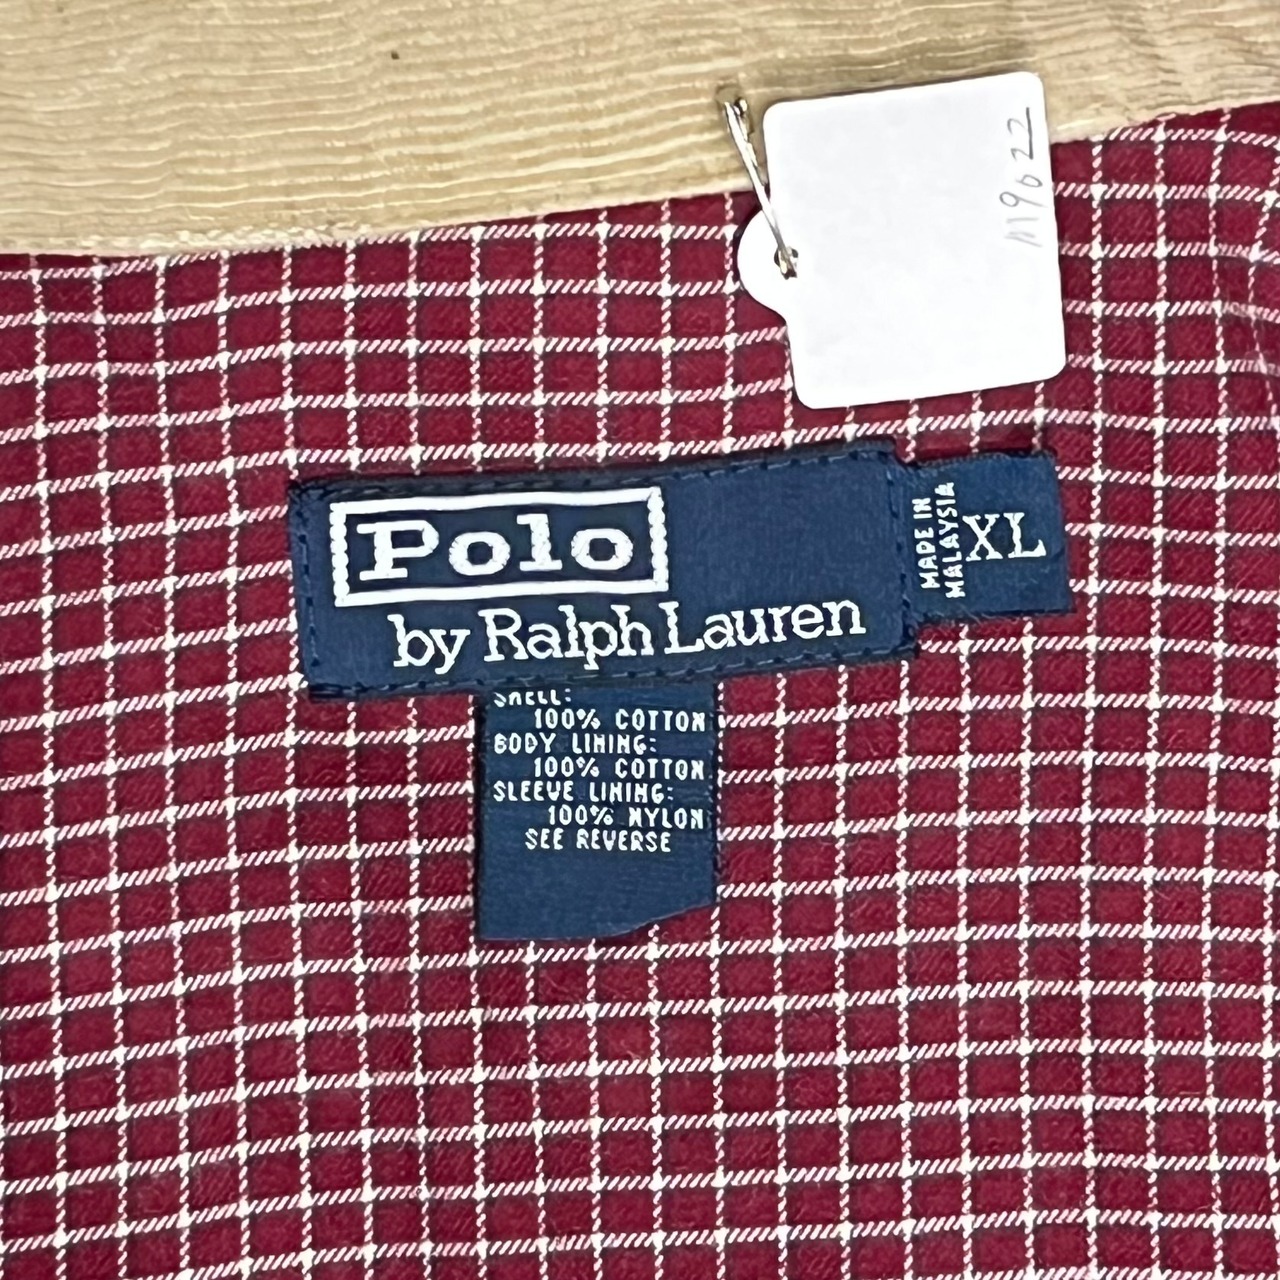 119622
Polo
by Ralph Lauren
MADE IN
MALAYSIA
XL
SHELL:
100% COTTON
BODY LINING:
100% COTTON
SLEEVE LINING:
100% NYLON
SEE REVERSE